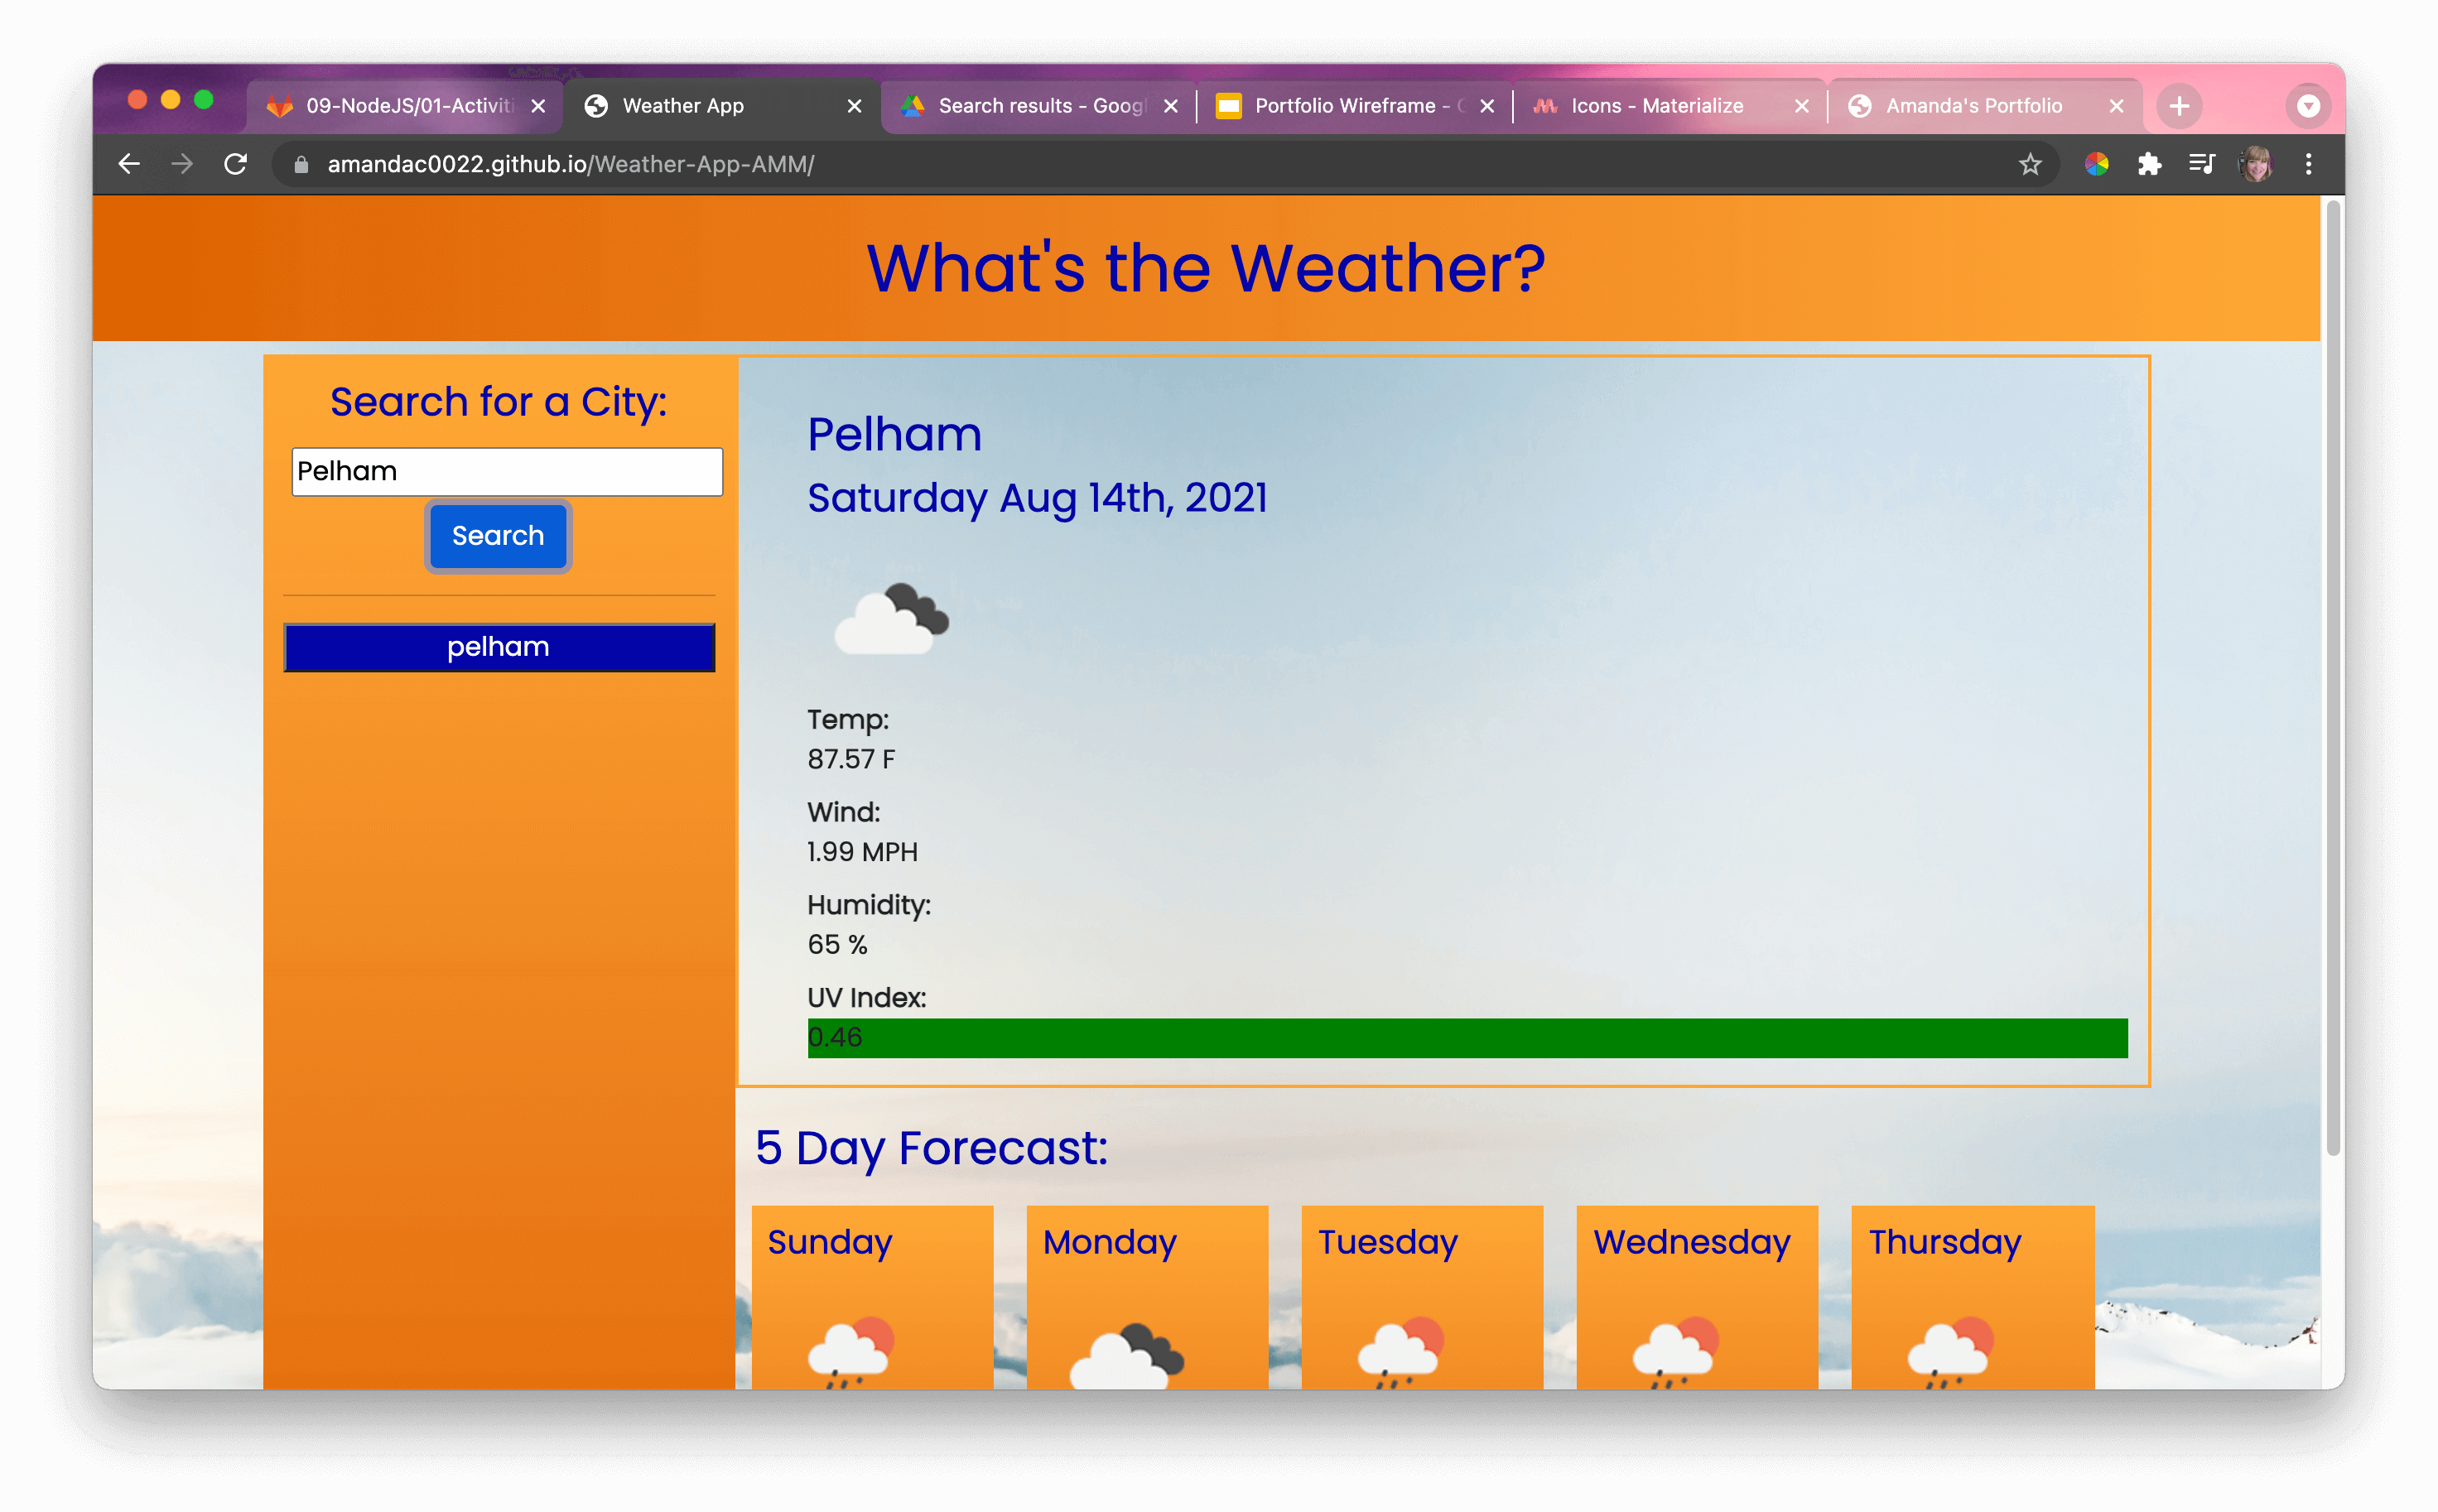 09-NodeJS/01-Activiti
Weather App
Search results - Googl
Portfolio Wireframe -
Icons - Materialize
Amanda's Portfolio
amandac0022.github.io/Weather-App-AMM/
What's the Weather?
Search for a City:
Pelham
Search
pelham
Pelham
Saturday Aug 14th, 2021
Temp:
87.57 F
Wind:
1.99 MPH
Humidity:
65 %
UV Index:
0.46
5 Day Forecast:
Sunday
Monday
Tuesday
Wednesday
Thursday